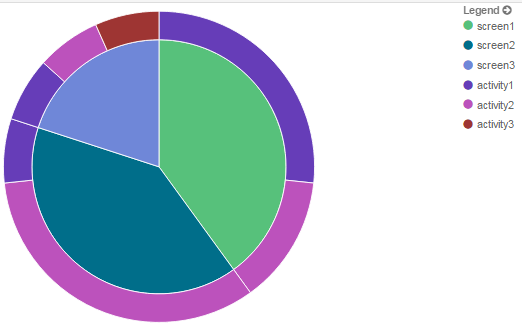 Legend
screen1
screen2
screen3
activity1
activity2
activity3